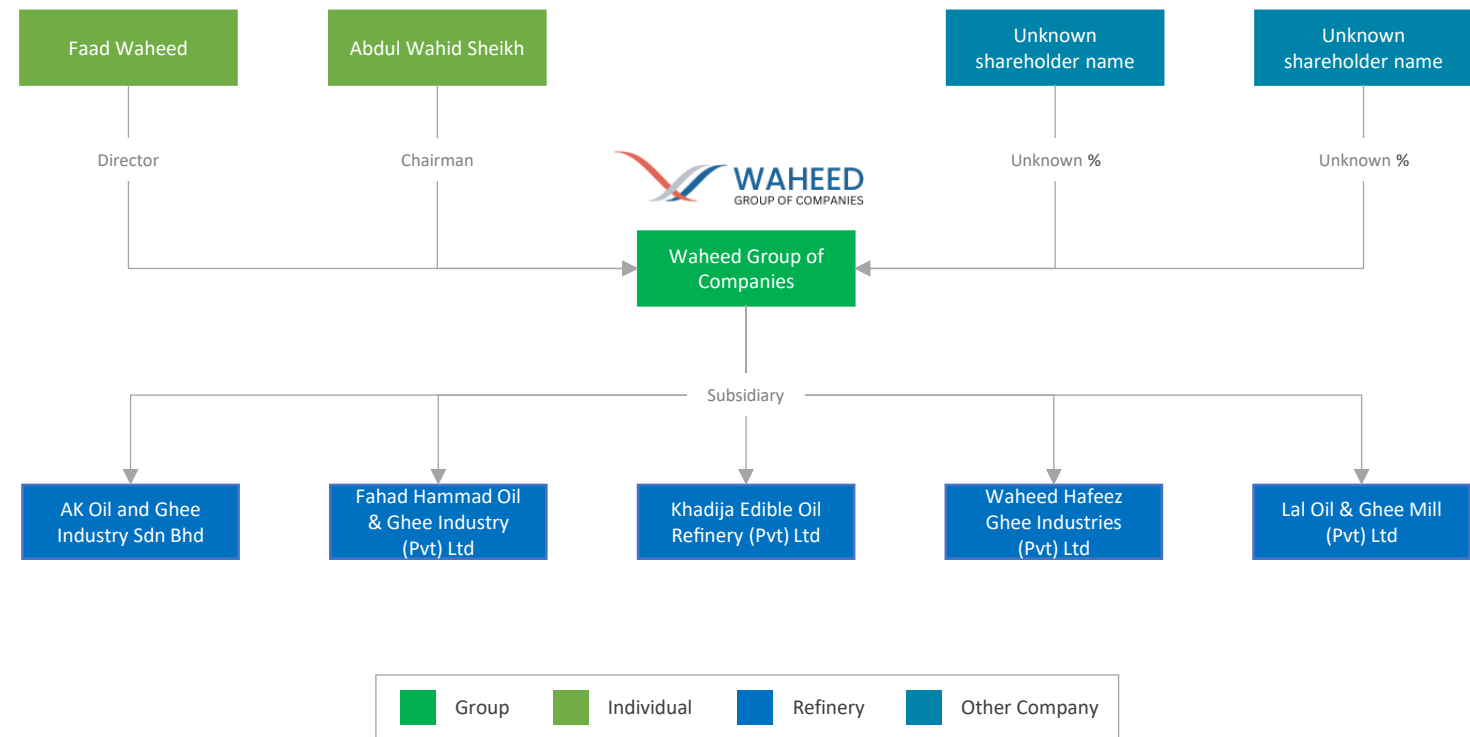 Faad Waheed
Abdul Wahid Sheikh
Unknown
shareholder name
Unknown
shareholder name
Director
Chairman
Unknown %
Unknown %
WAHEED
GROUP OF COMPANIES
Waheed Group of
Companies
Subsidiary
AK Oil and Ghee
Industry Sdn Bhd
Fahad Hammad Oil
& Ghee Industry
(Pvt) Ltd
Khadija Edible Oil
Refinery (Pvt) Ltd
Waheed Hafeez
Ghee Industries
(Pvt) Ltd
Lal Oil & Ghee Mill
(Pvt) Ltd
Group
Individual
Refinery
Other Company